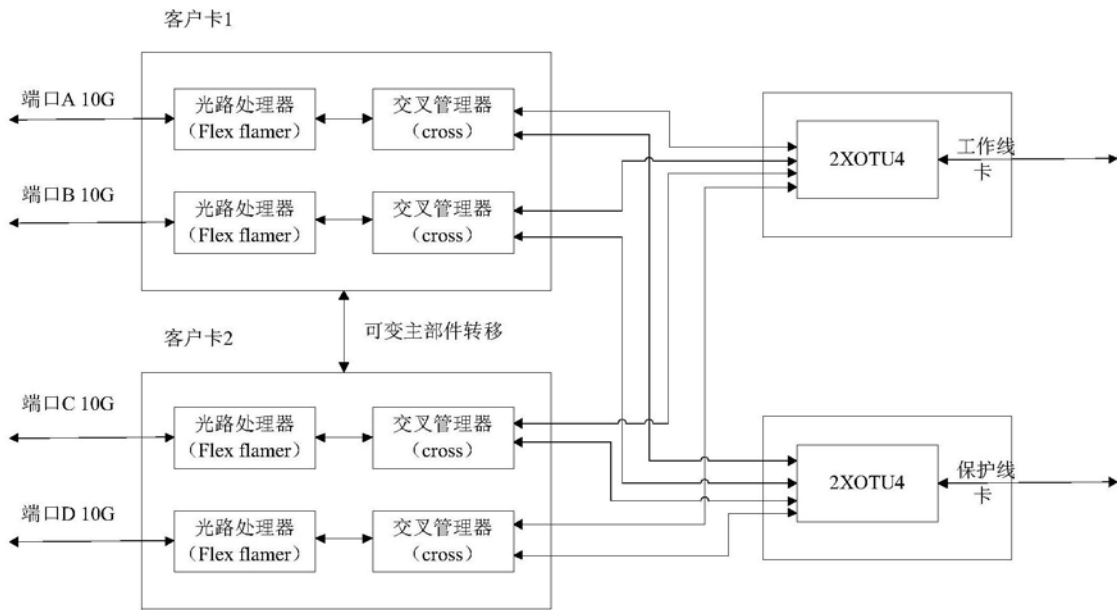 客户卡1
端口A 10G
光路处理器
（Flex flamer）
交叉管理器
（cross）
端口B 10G
光路处理器
（Flex flamer）
交叉管理器
（cross）
2XOTU4
工作线
卡
可变主部件转移
客户卡2
端口C 10G
光路处理器
（Flex flamer）
交叉管理器
（cross）
端口D 10G
光路处理器
（Flex flamer）
交叉管理器
（cross）
2XOTU4
保护线
卡